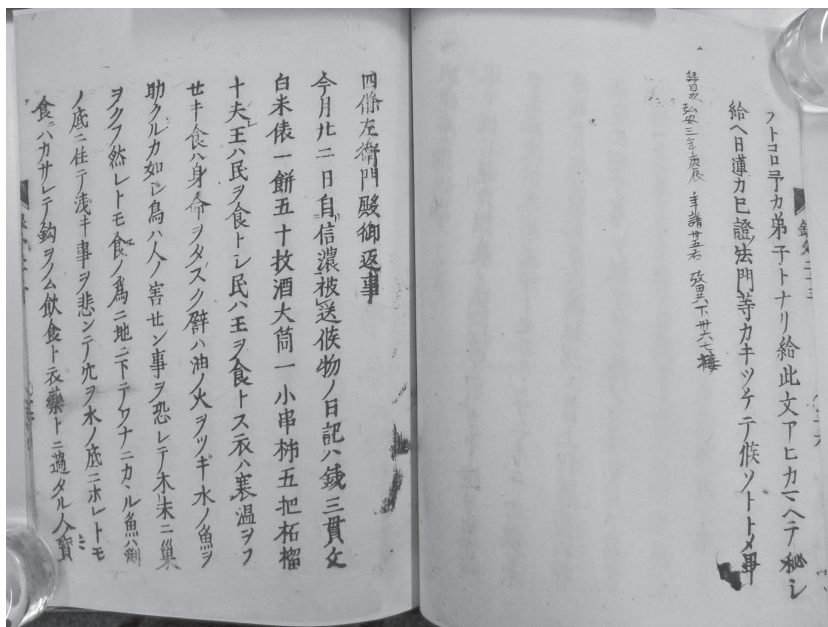 フトコロ予カ弟子トナリ給此文アヒカマヘテ秘シ
給ヘ日蓮カ已證法門等カキツケテ候ソトトメ畢
弘安三年庚辰
四條左衞門殿御返事
今月廿二日自信濃被送候物ノ日記ハ錢三貫文
白米俵一餅五十枚酒大筒一小串柿五把柘榴
十夫王ハ民ヲ食トシ民ハ王ヲ食トス衣ハ寒温ヲフ
せキ食ハ身命ヲタスク譬ハ油ノ火ヲツギ水ノ魚ヲ
助クルカ如シ鳥ハ人ノ害せン事ヲ恐レテ木末ニ巢
ヲクフ然レトモ食ノ爲ニ地ニ下テワナニカヽル魚ハ淵
ノ底ニ住テ浅キ事ヲ悲ンテ穴ヲ水ノ底ニホレトモ
食ニハカサレテ鈎ヲノム飲食ト衣藥トニ過タル人寶